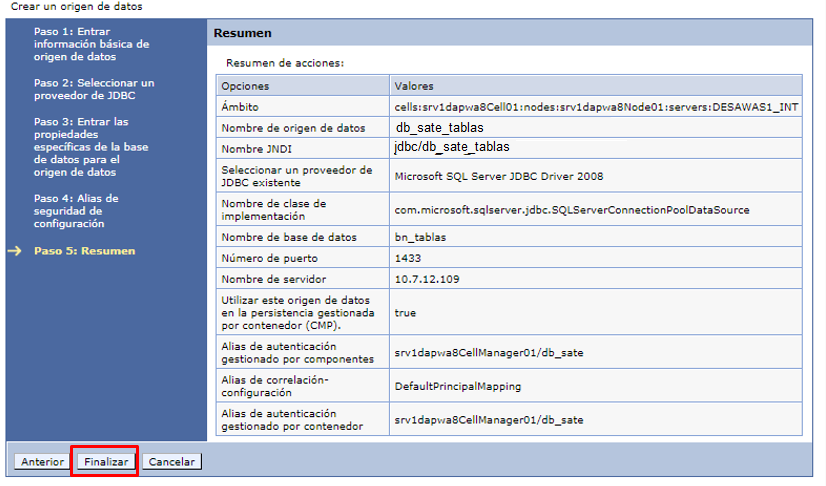 Crear un origen de datos
Paso 1: Entrar
información básica de
origen de datos
Paso 2: Seleccionar un
proveedor de JDBC
Paso 3: Entrar las
propiedades
específicas de la base
de datos para el
origen de datos
Paso 4: Alias de
seguridad de
configuración
Paso 5: Resumen
Resumen
Resumen de acciones:
Opciones Valores
Ámbito cells:srv1dapwa8Cell01:nodes:srv1dapwa8Node01:servers:DESAWAS1_INT
Nombre de origen de datos db_sate_tablas
Nombre JNDI jdbc/db_sate_tablas
Seleccionar un proveedor de
JDBC existente Microsoft SQL Server JDBC Driver 2008
Nombre de clase de
implementación com.microsoft.sqlserver.jdbc.SQLServerConnectionPoolDataSource
Nombre de base de datos bn_tablas
Número de puerto 1433
Nombre de servidor 10.7.12.109
Utilizar este origen de datos
en la persistencia gestionada
por contenedor (CMP). true
Alias de autenticación
gestionado por componentes srv1dapwa8CellManager01/db_sate
Alias de correlación-
configuración DefaultPrincipalMapping
Alias de autenticación
gestionado por contenedor srv1dapwa8CellManager01/db_sate
Anterior Finalizar Cancelar